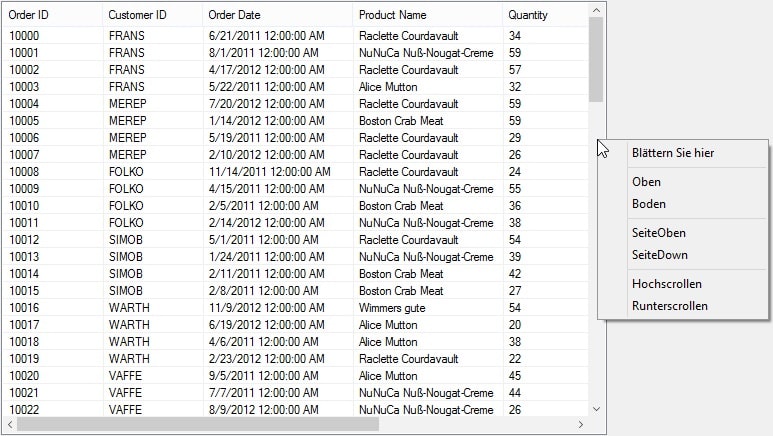 Order ID Customer ID Order Date Product Name Quantity
10000 FRANS 6/21/2011 12:00:00 AM Raclette Courdavault 34
10001 FRANS 8/1/2011 12:00:00 AM NuNuCa Nuß-Nougat-Creme 59
10002 FRANS 4/17/2012 12:00:00 AM Raclette Courdavault 57
10003 FRANS 5/22/2011 12:00:00 AM Alice Mutton 32
10004 MEREP 7/20/2012 12:00:00 AM Raclette Courdavault 59
10005 MEREP 1/14/2012 12:00:00 AM Boston Crab Meat 59
10006 MEREP 5/19/2011 12:00:00 AM Raclette Courdavault 29
10007 MEREP 2/10/2012 12:00:00 AM Raclette Courdavault 26
10008 FOLKO 11/14/2011 12:00:00 AM Raclette Courdavault 24
10009 FOLKO 4/15/2011 12:00:00 AM NuNuCa Nuß-Nougat-Creme 55
10010 FOLKO 2/5/2011 12:00:00 AM Boston Crab Meat 36
10011 FOLKO 2/14/2012 12:00:00 AM NuNuCa Nuß-Nougat-Creme 38
10012 SIMOB 5/1/2011 12:00:00 AM Raclette Courdavault 54
10013 SIMOB 1/24/2011 12:00:00 AM NuNuCa Nuß-Nougat-Creme 39
10014 SIMOB 2/11/2011 12:00:00 AM Boston Crab Meat 42
10015 SIMOB 2/8/2011 12:00:00 AM Boston Crab Meat 27
10016 WARTH 11/9/2012 12:00:00 AM Wimmers gute 54
10017 WARTH 6/19/2012 12:00:00 AM Alice Mutton 20
10018 WARTH 4/6/2011 12:00:00 AM Alice Mutton 38
10019 WARTH 2/23/2012 12:00:00 AM Raclette Courdavault 22
10020 VAFFE 9/5/2011 12:00:00 AM Alice Mutton 45
10021 VAFFE 7/7/2011 12:00:00 AM NuNuCa Nuß-Nougat-Creme 44
10022 VAFFE 8/9/2012 12:00:00 AM NuNuCa Nuß-Nougat-Creme 26
Blättern Sie hier
Oben
Boden
SeiteOben
SeiteDown
Hochscrollen
Runterscrollen